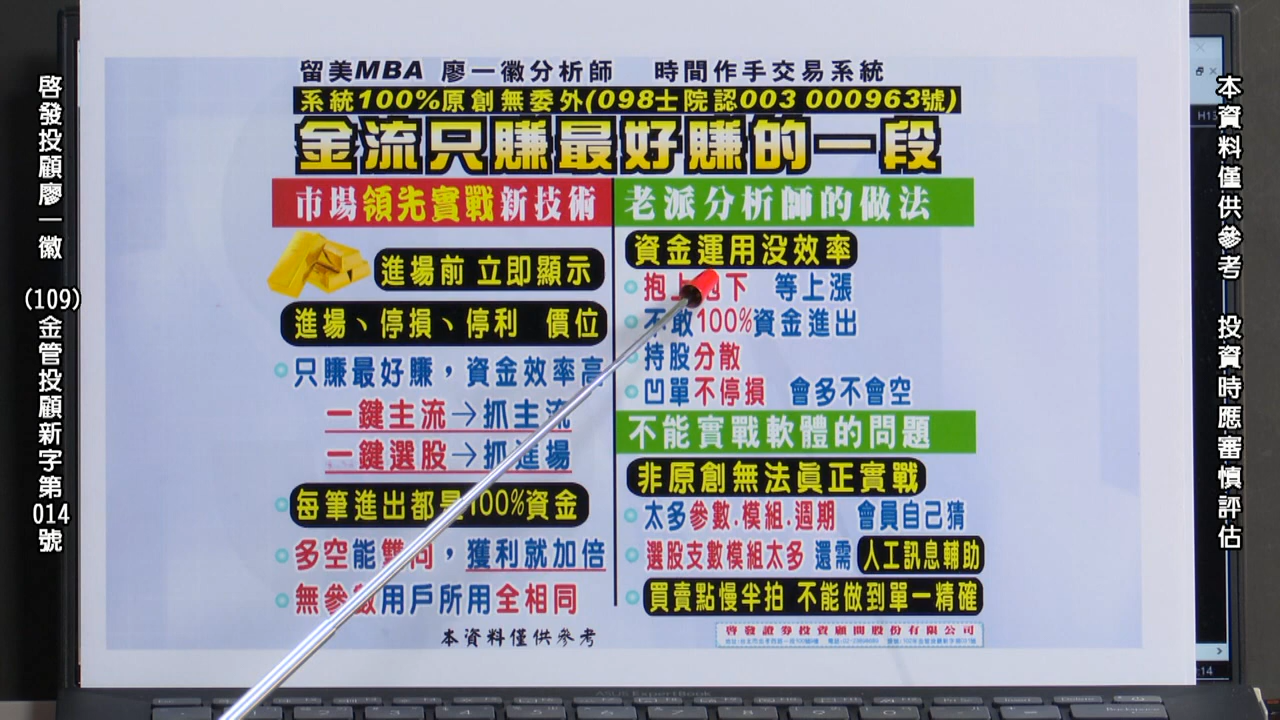 啓發投顧廖一徽 (109)金管投顧新字第014號
留美MBA 廖一徽分析師 時間作手交易系統
系統100%原創無委外(098士院認003 000963號)
金流只賺最好賺的一段
市場領先實戰新技術
進場前 立即顯示
進場、停損、停利 價位
只賺最好賺,資金效率高
一鍵主流→抓主流
一鍵選股→抓進場
每筆進出都是100%資金
多空能雙向,獲利就加倍
無參數用戶所用全相同
本資料僅供參考
老派分析師的做法
資金運用没效率
抱上抱下 等上漲
不敢100%資金進出
持股分散
凹單不停損 會多不會空
不能實戰軟體的問題
非原創無法真正實戰
太多參數.模組.週期 會員自己猜
選股支數模組太多 還需人工訊息輔助
買賣點慢半拍 不能做到單一精確
啓發證券投資顧問股份有限公司
本資料僅供參考 投資時應審慎評估
ASUS ExpertBook